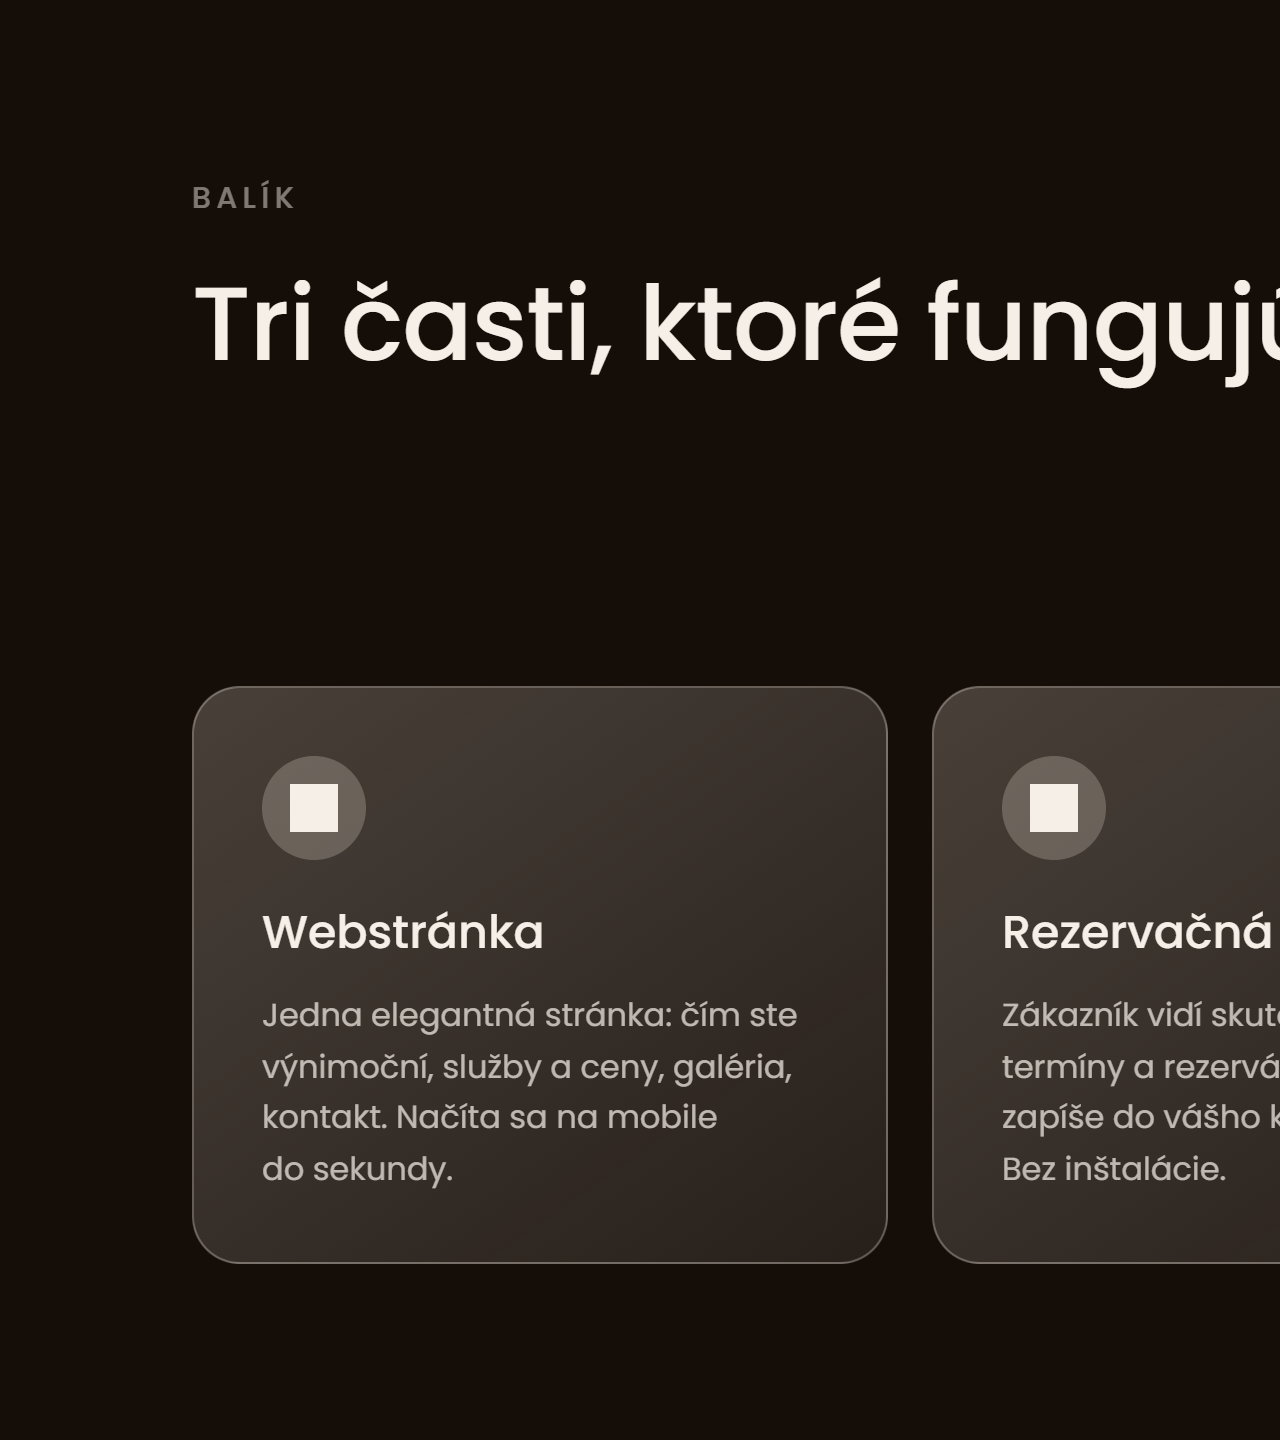 BALÍK
Tri časti, ktoré fungujú
Webstránka
Jedna elegantná stránka: čím ste
výnimoční, služby a ceny, galéria,
kontakt. Načíta sa na mobile
do sekundy.
Rezervačná
Zákazník vidí
termíny a
zapíše do vášho
Bez inštalácie.